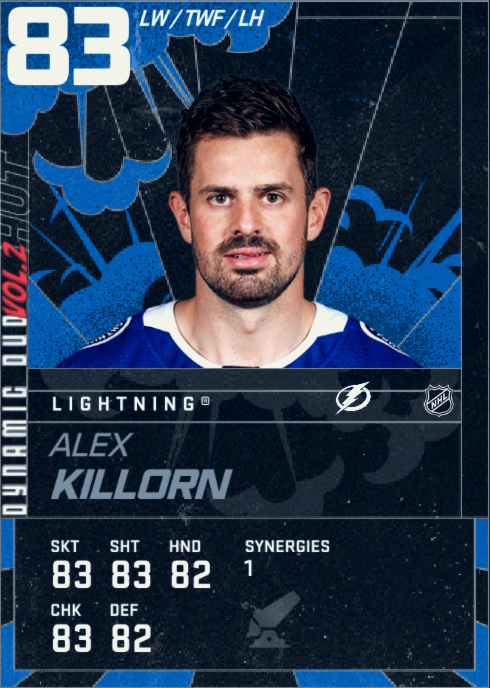 83
LW / TWF / LH
HUT
DYNAMIC DUO VOL.2
LIGHTNING®
NHL
ALEX
KILLORN
SKT SHT HND SYNERGIES
83 83 82 1
CHK DEF
83 82